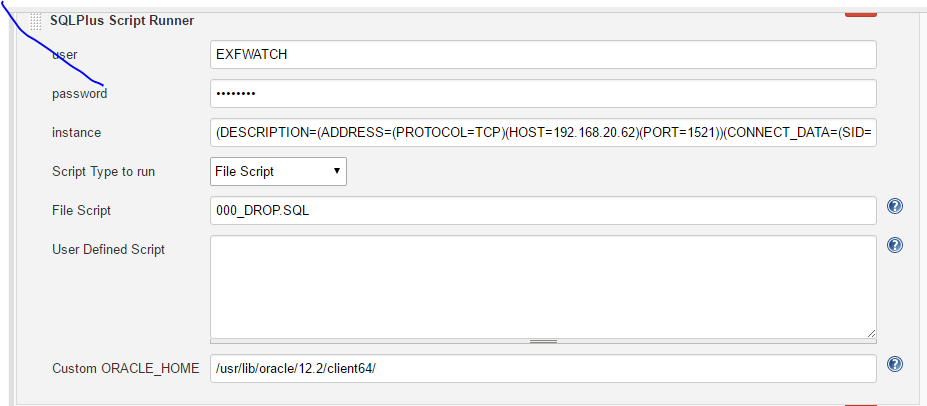 SQLPlus Script Runner
user EXFWATCH
password ••••••••
instance (DESCRIPTION=(ADDRESS=(PROTOCOL=TCP)(HOST=192.168.20.62)(PORT=1521))(CONNECT_DATA=(SID=
Script Type to run File Script
File Script 000_DROP.SQL
User Defined Script
Custom ORACLE_HOME /usr/lib/oracle/12.2/client64/